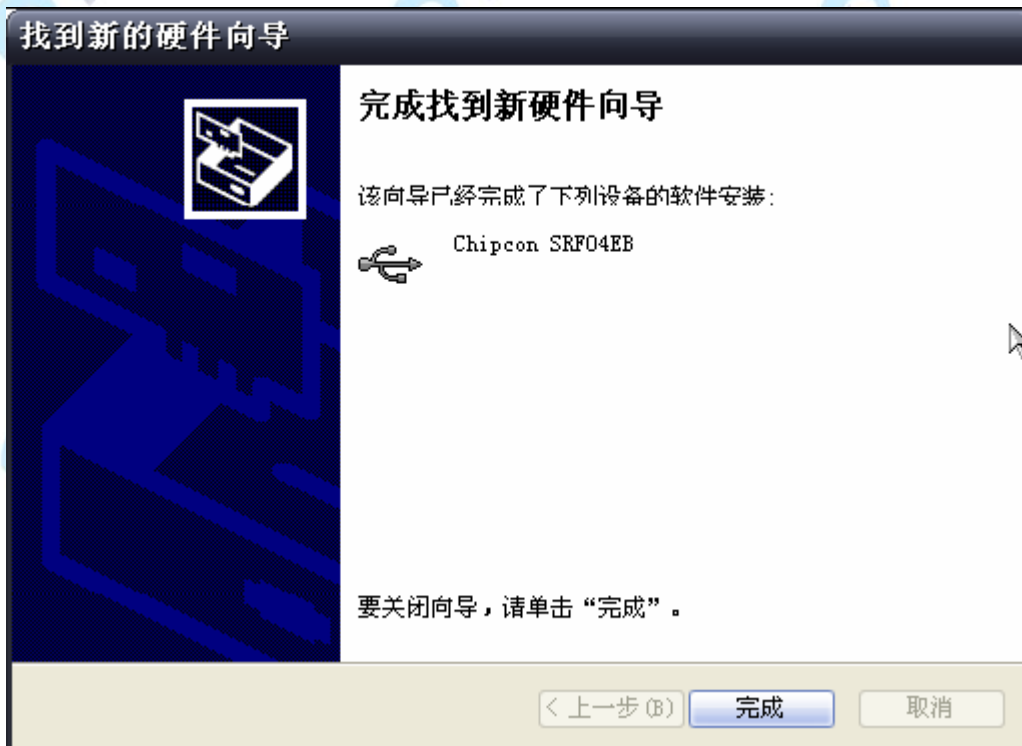 找到新的硬件向导
完成找到新硬件向导
该向导已经完成了下列设备的软件安装:
Chipcon SRF04EB
要关闭向导，请单击“完成”。
< 上一步(B)
完成
取消